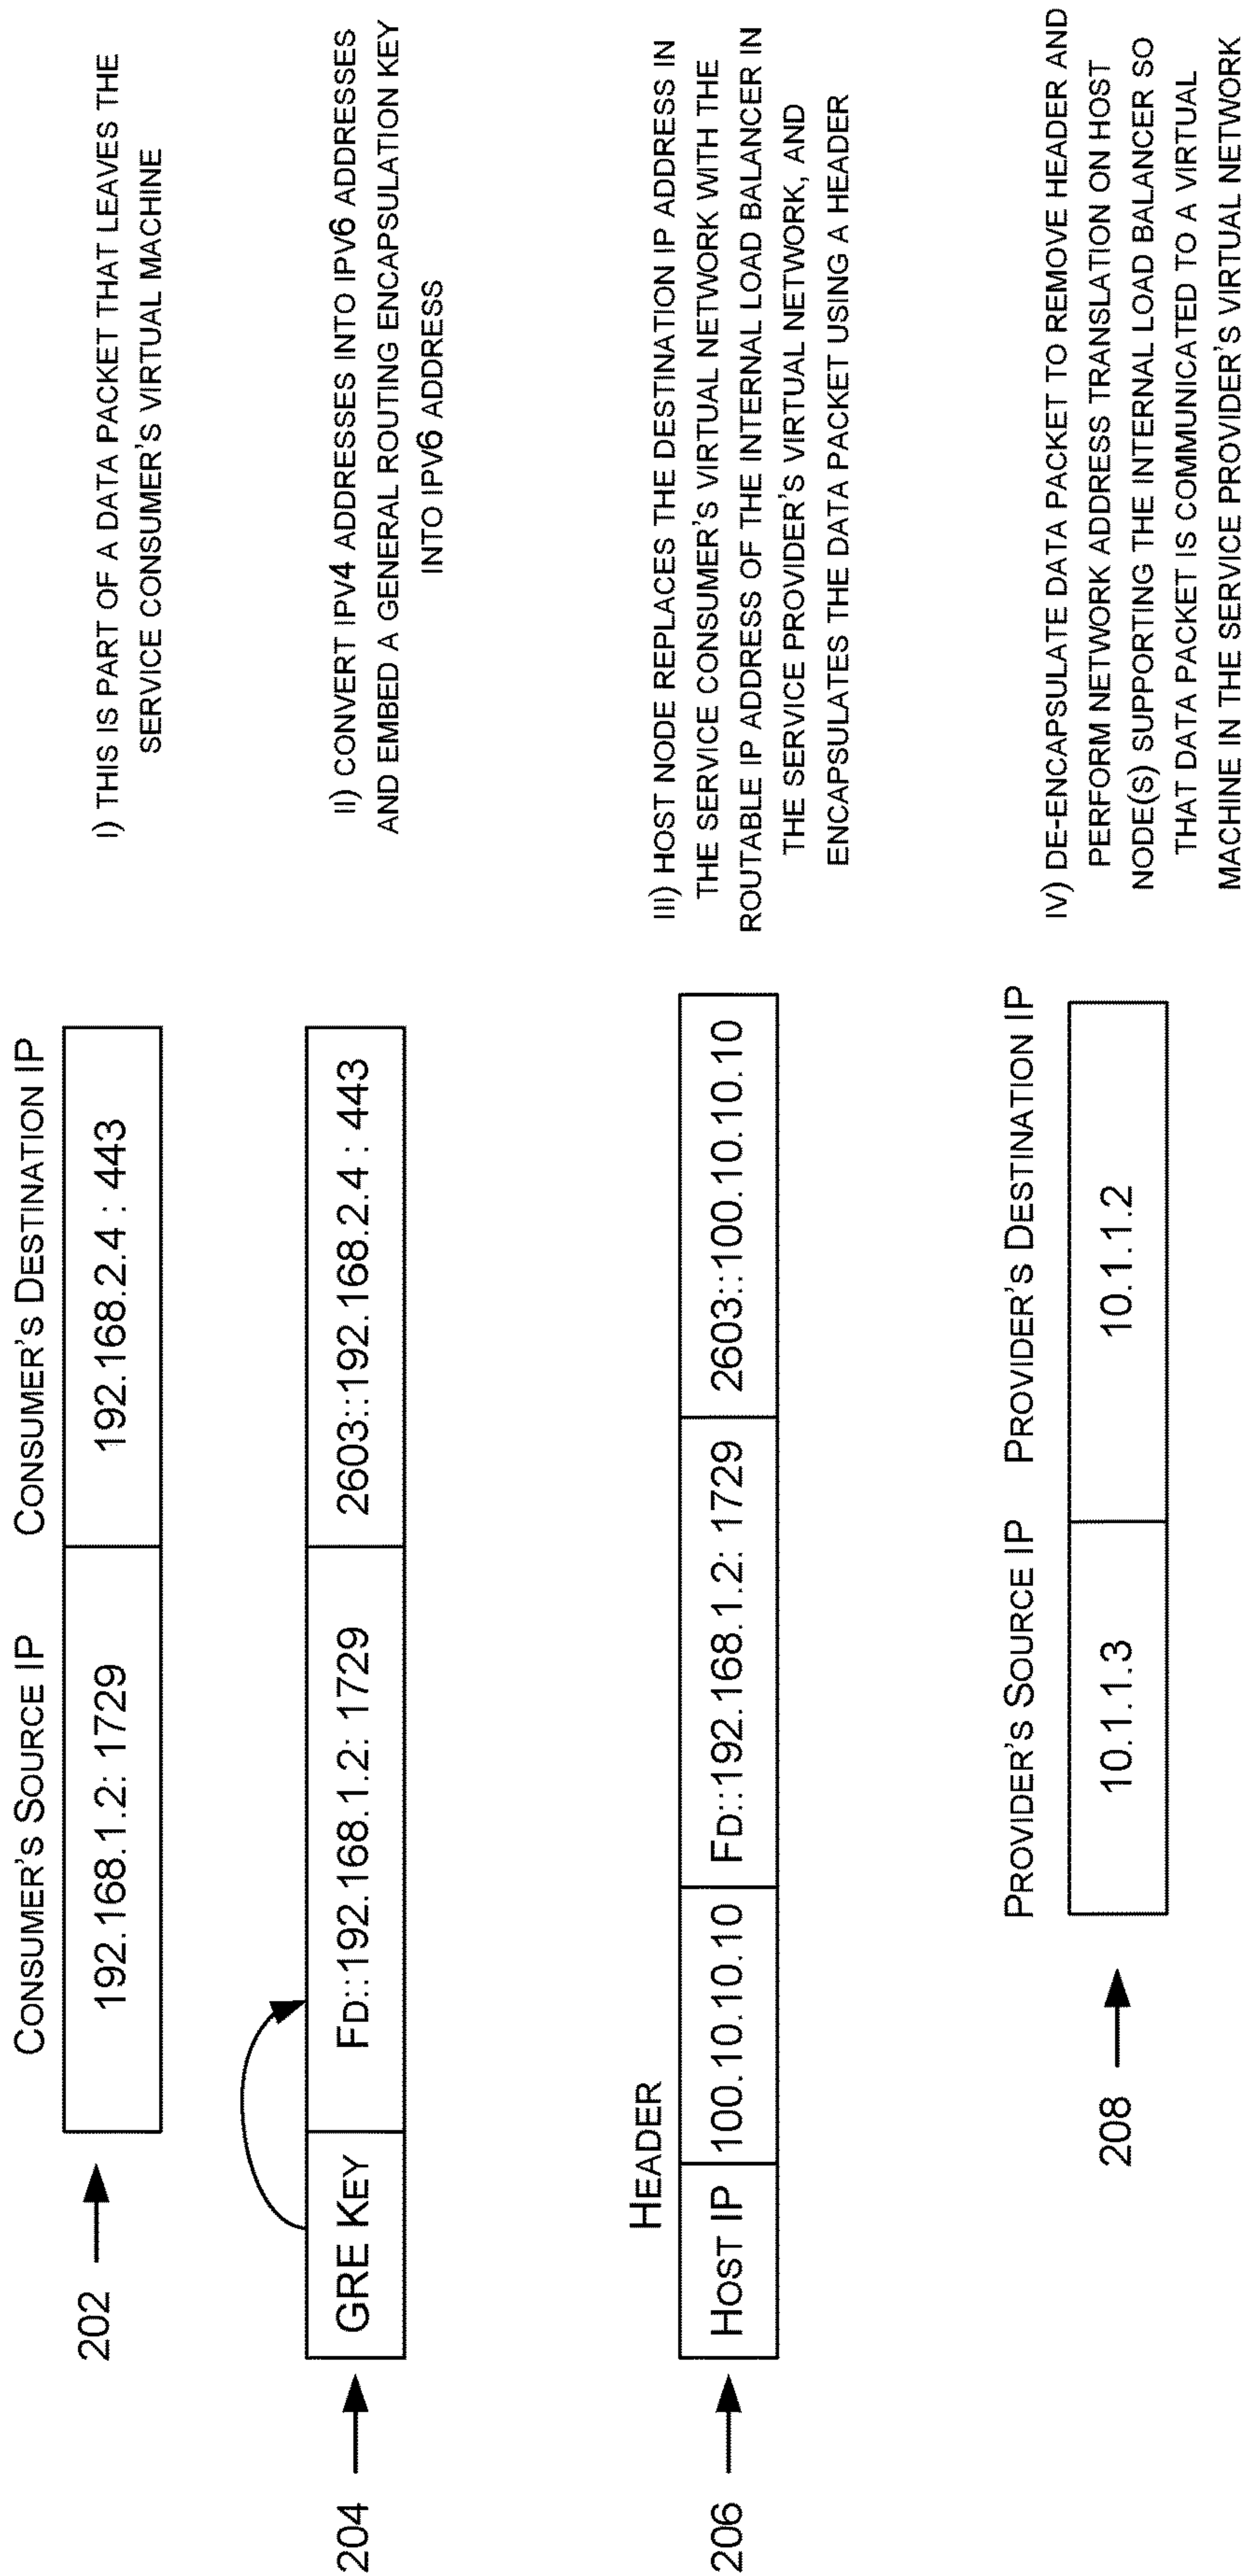 CONSUMER'S SOURCE IP CONSUMER'S DESTINATION IP
202 192.168.1.2: 1729 192.168.2.4 : 443
I) THIS IS PART OF A DATA PACKET THAT LEAVES THE
SERVICE CONSUMER'S VIRTUAL MACHINE
204 GRE KEY FD::192.168.1.2: 1729 2603::192.168.2.4 : 443
II) CONVERT IPV4 ADDRESSES INTO IPV6 ADDRESSES
AND EMBED A GENERAL ROUTING ENCAPSULATION KEY
INTO IPV6 ADDRESS
HEADER
206 HOST IP 100.10.10.10 FD::192.168.1.2: 1729 2603::100.10.10.10
III) HOST NODE REPLACES THE DESTINATION IP ADDRESS IN
THE SERVICE CONSUMER'S VIRTUAL NETWORK WITH THE
ROUTABLE IP ADDRESS OF THE INTERNAL LOAD BALANCER IN
THE SERVICE PROVIDER'S VIRTUAL NETWORK, AND
ENCAPSULATES THE DATA PACKET USING A HEADER
PROVIDER'S SOURCE IP PROVIDER'S DESTINATION IP
208 10.1.1.3 10.1.1.2
IV) DE-ENCAPSULATE DATA PACKET TO REMOVE HEADER AND
PERFORM NETWORK ADDRESS TRANSLATION ON HOST
NODE(S) SUPPORTING THE INTERNAL LOAD BALANCER SO
THAT DATA PACKET IS COMMUNICATED TO A VIRTUAL
MACHINE IN THE SERVICE PROVIDER'S VIRTUAL NETWORK